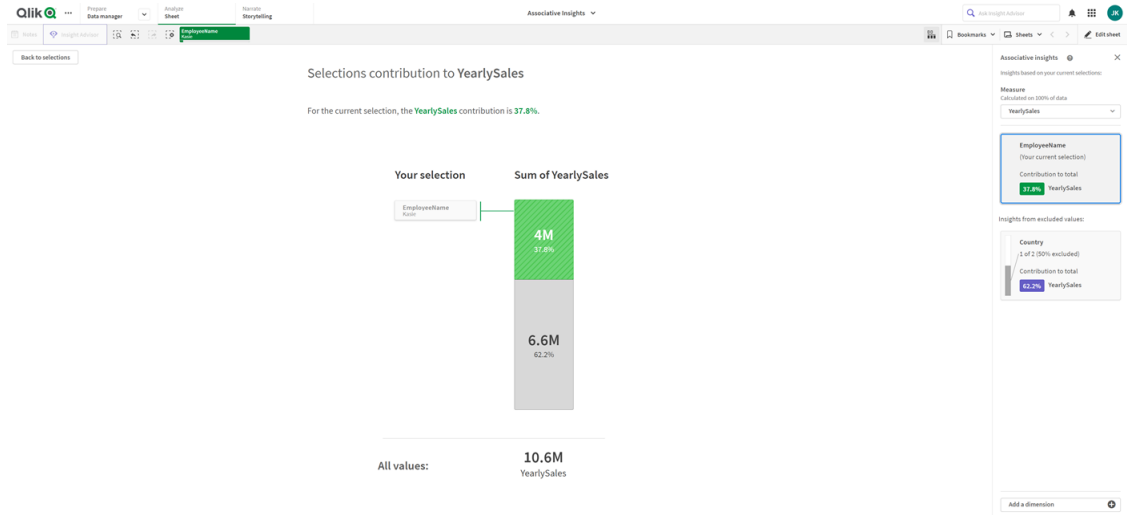 Qlik
Prepare
Data manager
Analyze
Sheet
Narrate
Storytelling
Associative Insights
Ask Insight Advisor
JK
Notes
Insight Advisor
EmployeeName
Kasie
Bookmarks
Sheets
Edit sheet
Back to selections
Selections contribution to YearlySales
For the current selection, the YearlySales contribution is 37.8%.
Your selection
Sum of YearlySales
EmployeeName
Kasie
4M
37.8%
6.6M
62.2%
All values:
10.6M
YearlySales
Associative insights
Insights based on your current selections:
Measure
Calculated on 100% of data
YearlySales
EmployeeName
(Your current selection)
Contribution to total
37.8% YearlySales
Insights from excluded values:
Country
1 of 2 (50% excluded)
Contribution to total
62.2% YearlySales
Add a dimension